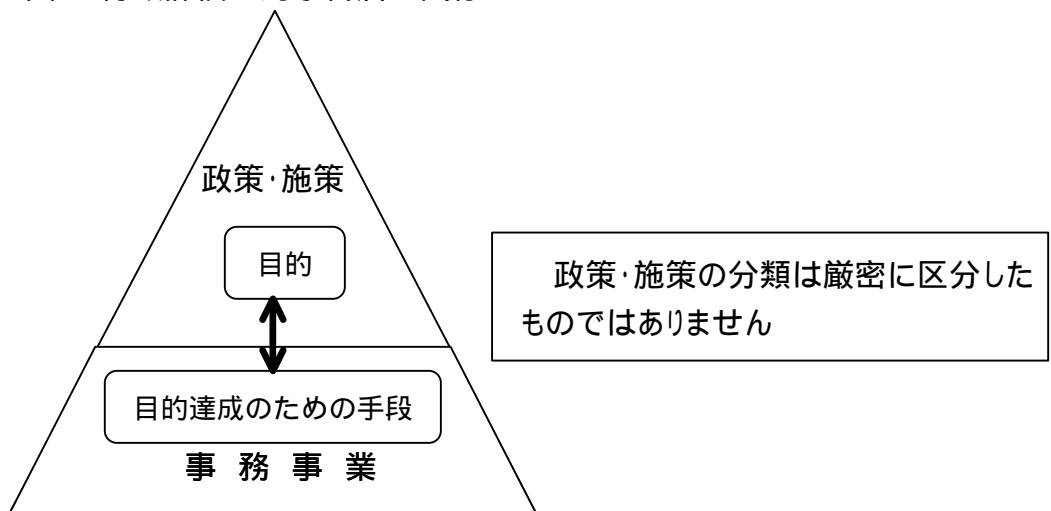 政策・施策
目的
政策・施策の分類は厳密に区分した
ものではありません
目的達成のための手段
事 務 事 業